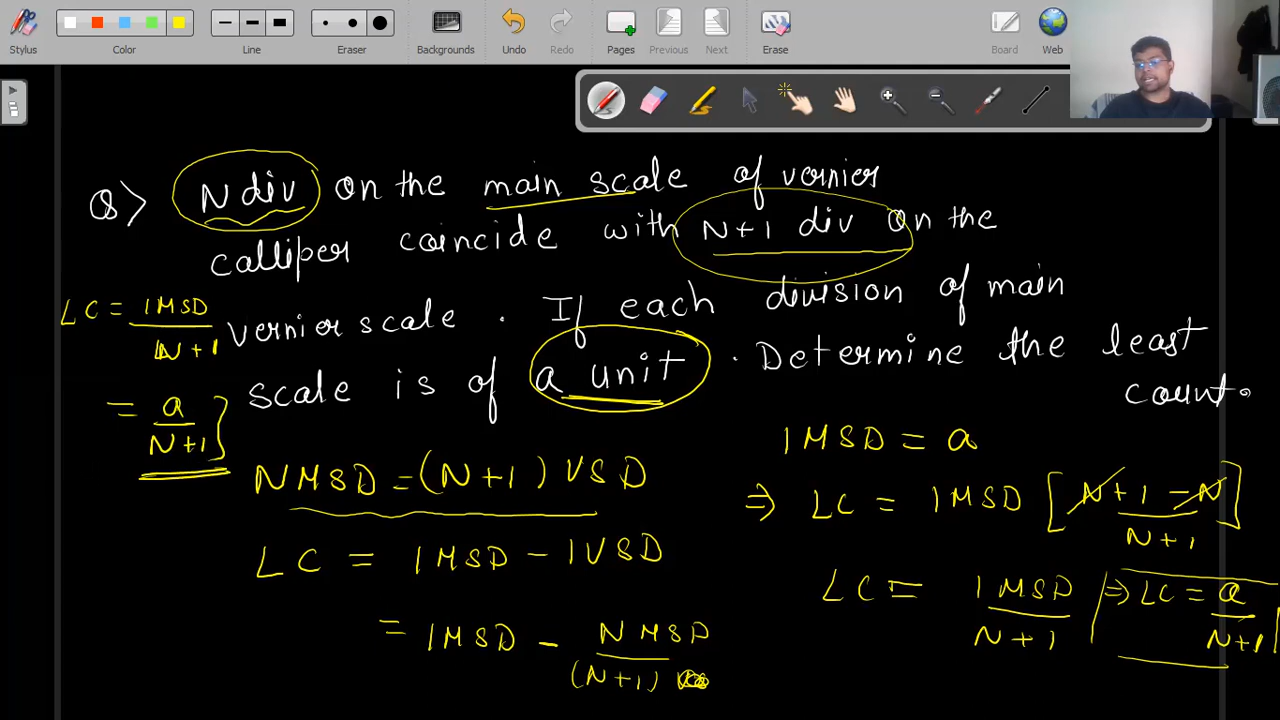 Stylus
Color
Line
Eraser
Backgrounds
Undo
Redo
Pages
Previous
Next
Erase
Board
Web
Q> N div on the main scale of vernier
calliper coincide with N+1 div on the
vernier scale . If each division of main
scale is of a unit . Determine the least
count.
LC = 1MSD / N+1
= a / N+1
N MSD = (N+1) VSD
LC = 1MSD - 1VSD
= 1MSD - N MSD / (N+1)
1MSD = a
⇒ LC = 1MSD [ N+1-N / N+1 ]
LC = 1MSD / N+1 ⇒ LC = a / N+1